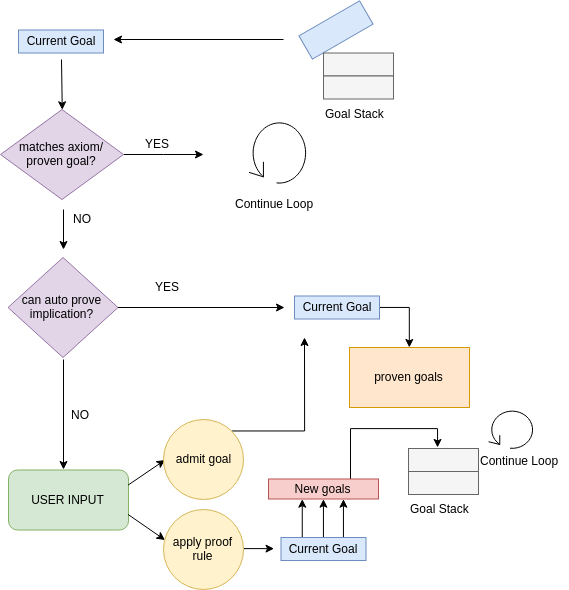 Current Goal
Goal Stack
matches axiom/
proven goal?
YES
Continue Loop
NO
can auto prove
implication?
YES
Current Goal
proven goals
NO
admit goal
USER INPUT
New goals
Continue Loop
Goal Stack
apply proof
rule
Current Goal